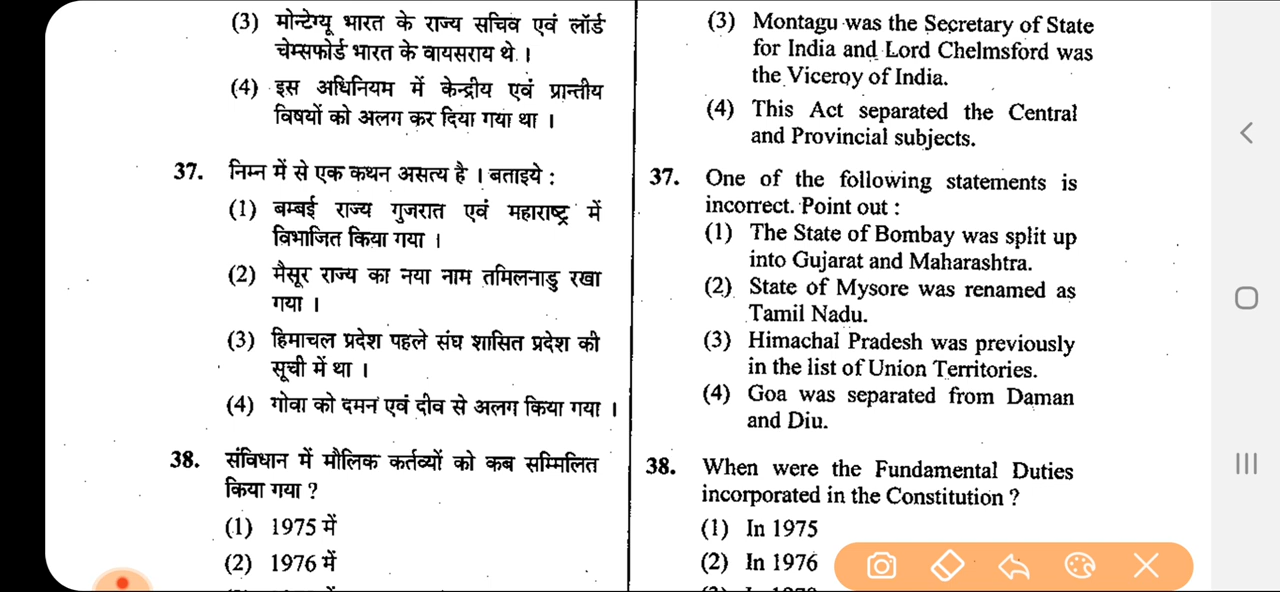 (3) मोन्टेग्यू भारत के राज्य सचिव एवं लॉर्ड
चेम्सफोर्ड भारत के वायसराय थे ।
(4) इस अधिनियम में केन्द्रीय एवं प्रान्तीय
विषयों को अलग कर दिया गया था ।
37. निम्न में से एक कथन असत्य है । बताइये :
(1) बम्बई राज्य गुजरात एवं महाराष्ट्र में
विभाजित किया गया ।
(2) मैसूर राज्य का नया नाम तमिलनाडु रखा
गया ।
(3) हिमाचल प्रदेश पहले संघ शासित प्रदेश की
सूची में था ।
(4) गोवा को दमन एवं दीव से अलग किया गया ।
38. संविधान में मौलिक कर्तव्यों को कब सम्मिलित
किया गया ?
(1) 1975 में
(2) 1976 में
(3) Montagu was the Secretary of State
for India and Lord Chelmsford was
the Viceroy of India.
(4) This Act separated the Central
and Provincial subjects.
37. One of the following statements is
incorrect. Point out :
(1) The State of Bombay was split up
into Gujarat and Maharashtra.
(2) State of Mysore was renamed as
Tamil Nadu.
(3) Himachal Pradesh was previously
in the list of Union Territories.
(4) Goa was separated from Daman
and Diu.
38. When were the Fundamental Duties
incorporated in the Constitution ?
(1) In 1975
(2) In 1976